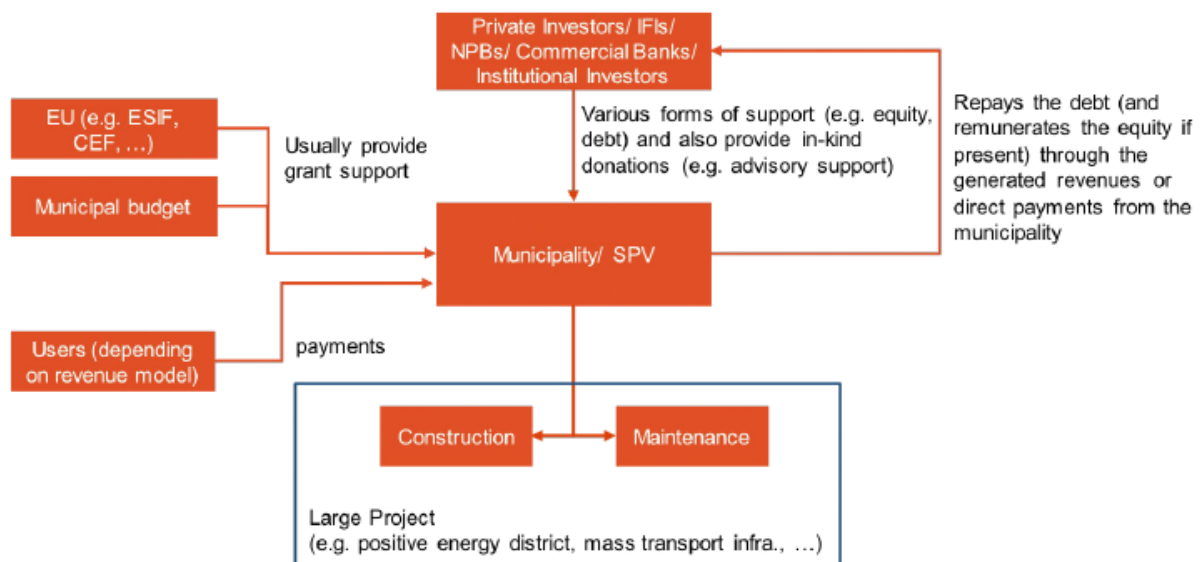 Private Investors/ IFIs/
NPBs/ Commercial Banks/
Institutional Investors
EU (e.g. ESIF,
CEF, …)
Usually provide
grant support
Municipal budget
Various forms of support (e.g. equity,
debt) and also provide in-kind
donations (e.g. advisory support)
Repays the debt (and
remunerates the equity if
present) through the
generated revenues or
direct payments from the
municipality
Municipality/ SPV
Users (depending
on revenue model)
payments
Construction
Maintenance
Large Project
(e.g. positive energy district, mass transport infra., …)